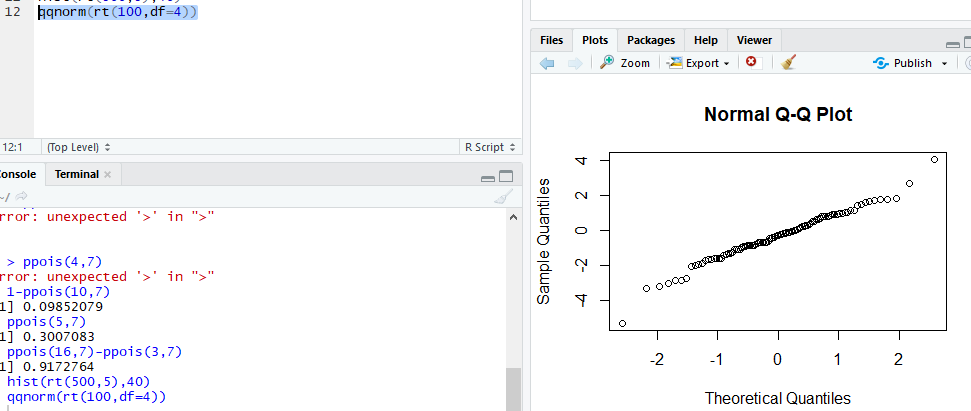 12 qqnorm(rt(100,df=4))
12:1 (Top Level) R Script
Console Terminal ×
~/
rror: unexpected '>' in ">"
> ppois(4,7)
rror: unexpected '>' in ">"
1-ppois(10,7)
1] 0.09852079
ppois(5,7)
1] 0.3007083
ppois(16,7)-ppois(3,7)
1] 0.9172764
hist(rt(500,5),40)
qqnorm(rt(100,df=4))
Files Plots Packages Help Viewer
Zoom Export Publish
Normal Q-Q Plot
Sample Quantiles
4
2
0
-2
-4
-2 -1 0 1 2
Theoretical Quantiles